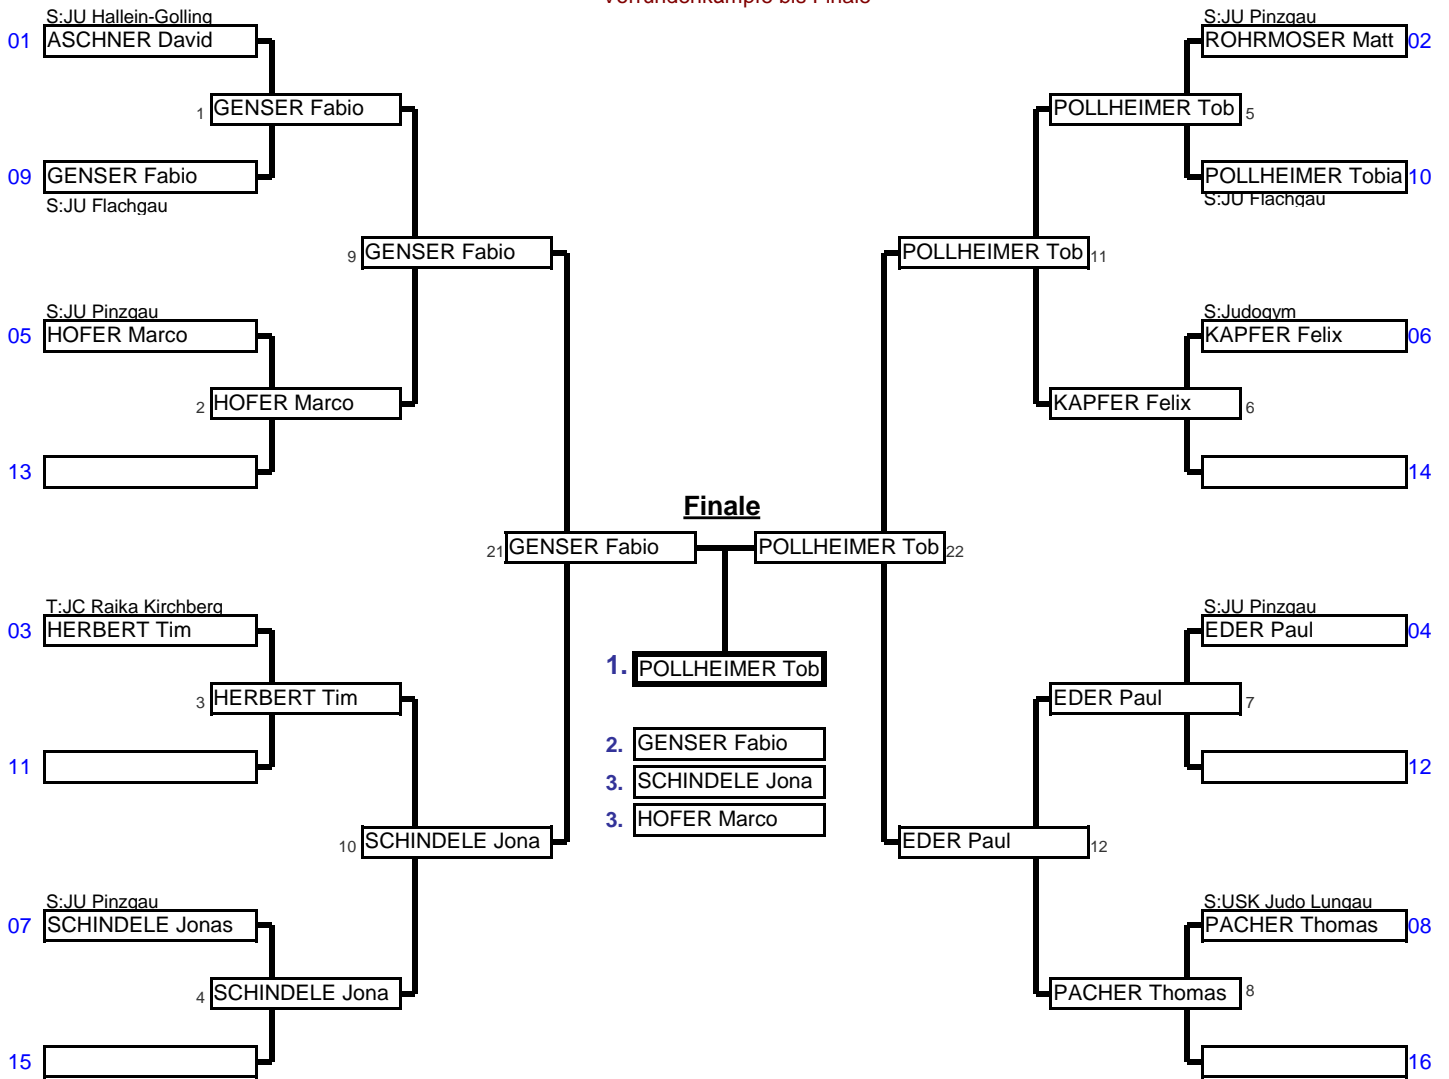 Vorrundenkämpfe bis Finale
S:JU Hallein-Golling
01 ASCHNER David
1 GENSER Fabio
09 GENSER Fabio
S:JU Flachgau
9 GENSER Fabio
S:JU Pinzgau
05 HOFER Marco
2 HOFER Marco
13
21 GENSER Fabio
T:JC Raika Kirchberg
03 HERBERT Tim
3 HERBERT Tim
11
10 SCHINDELE Jona
S:JU Pinzgau
07 SCHINDELE Jonas
4 SCHINDELE Jona
15
Finale
1. POLLHEIMER Tob
2. GENSER Fabio
3. SCHINDELE Jona
3. HOFER Marco
S:JU Pinzgau
ROHRMOSER Matt 02
POLLHEIMER Tob 5
POLLHEIMER Tobia 10
S:JU Flachgau
POLLHEIMER Tob 11
S:Judogym
KAPFER Felix 06
KAPFER Felix 6
14
POLLHEIMER Tob 22
S:JU Pinzgau
EDER Paul 04
EDER Paul 7
12
EDER Paul 12
S:USK Judo Lungau
PACHER Thomas 08
PACHER Thomas 8
16